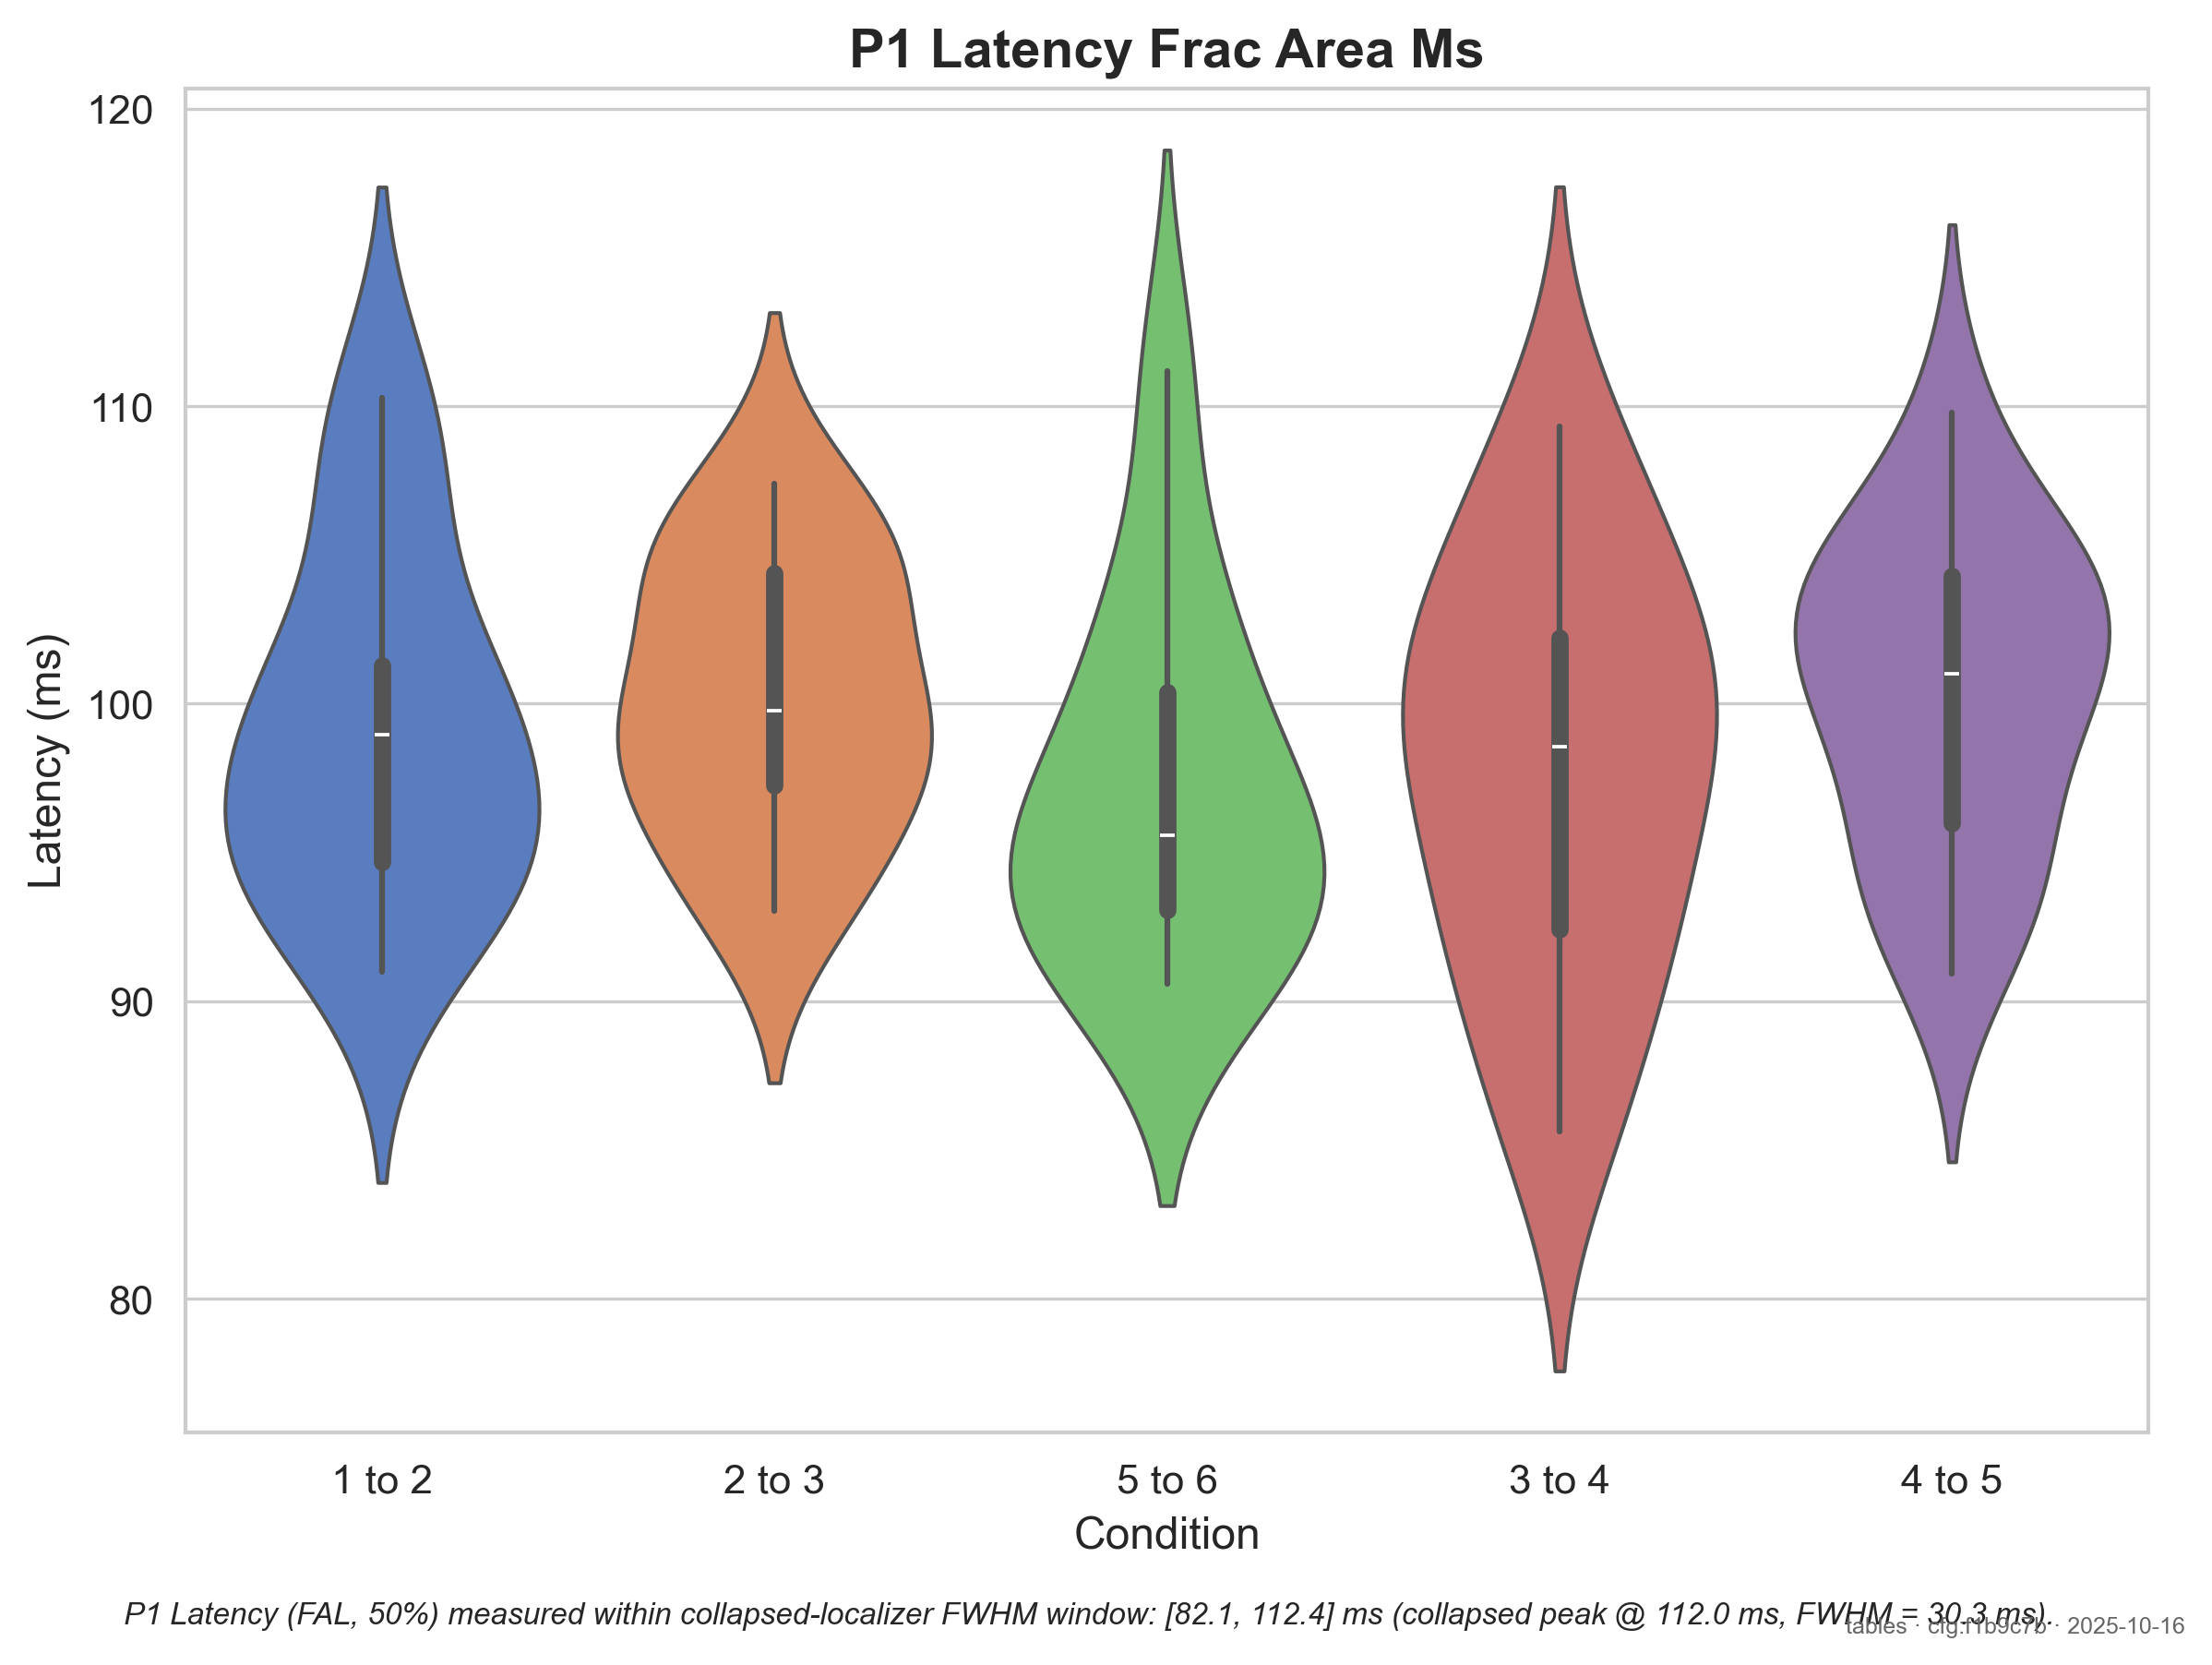 P1 Latency Frac Area Ms
120
110
100
90
80
Latency (ms)
1 to 2 2 to 3 5 to 6 3 to 4 4 to 5
Condition
P1 Latency (FAL, 50%) measured within collapsed-localizer FWHM window: [82.1, 112.4] ms (collapsed peak @ 112.0 ms, FWHM = 30.3 ms).
tables · cfg:f1b9c7b · 2025-10-16